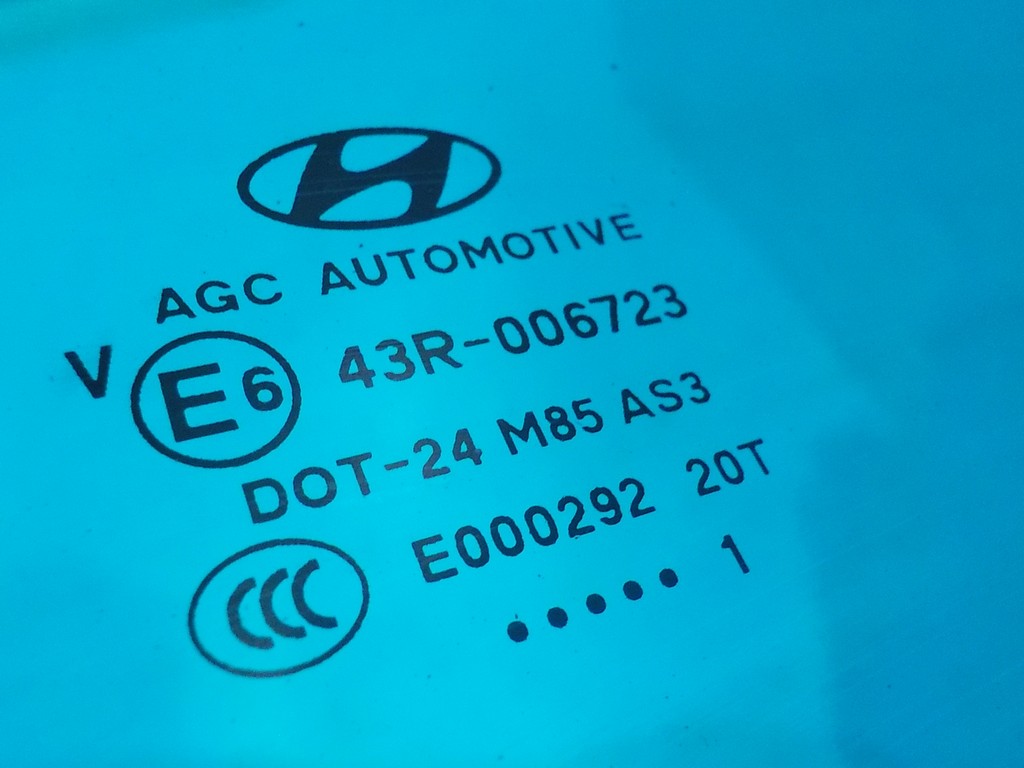 AGC AUTOMOTIVE
V E6 43R-006723
DOT-24 M85 AS3
CCC E000292 20T
..... 1